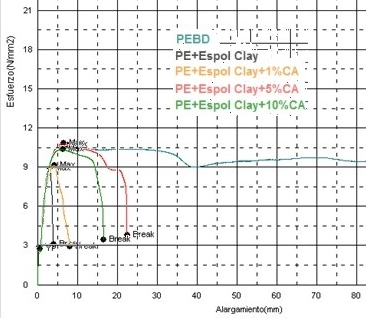 21
18
15
12
9
6
3
0
Esfuerzo(N/mm2)
PEBD
PE+Espol Clay
PE+Espol Clay+1%CA
PE+Espol Clay+5%CA
PE+Espol Clay+10%CA
Max
Max
Break
Break
Break
YP
0
10
20
30
40
50
60
70
80
Alargamiento(mm)